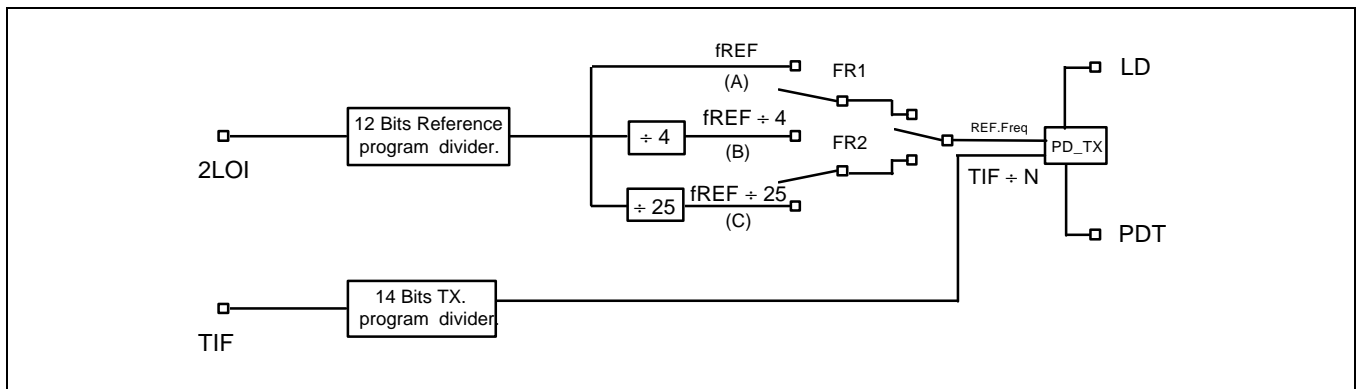 fREF
(A)
FR1
LD
12 Bits Reference
program divider.
÷ 4
fREF ÷ 4
(B)
REF.Freq
PD_TX
2LOI
FR2
TIF ÷ N
÷ 25
fREF ÷ 25
(C)
PDT
14 Bits TX.
program divider.
TIF